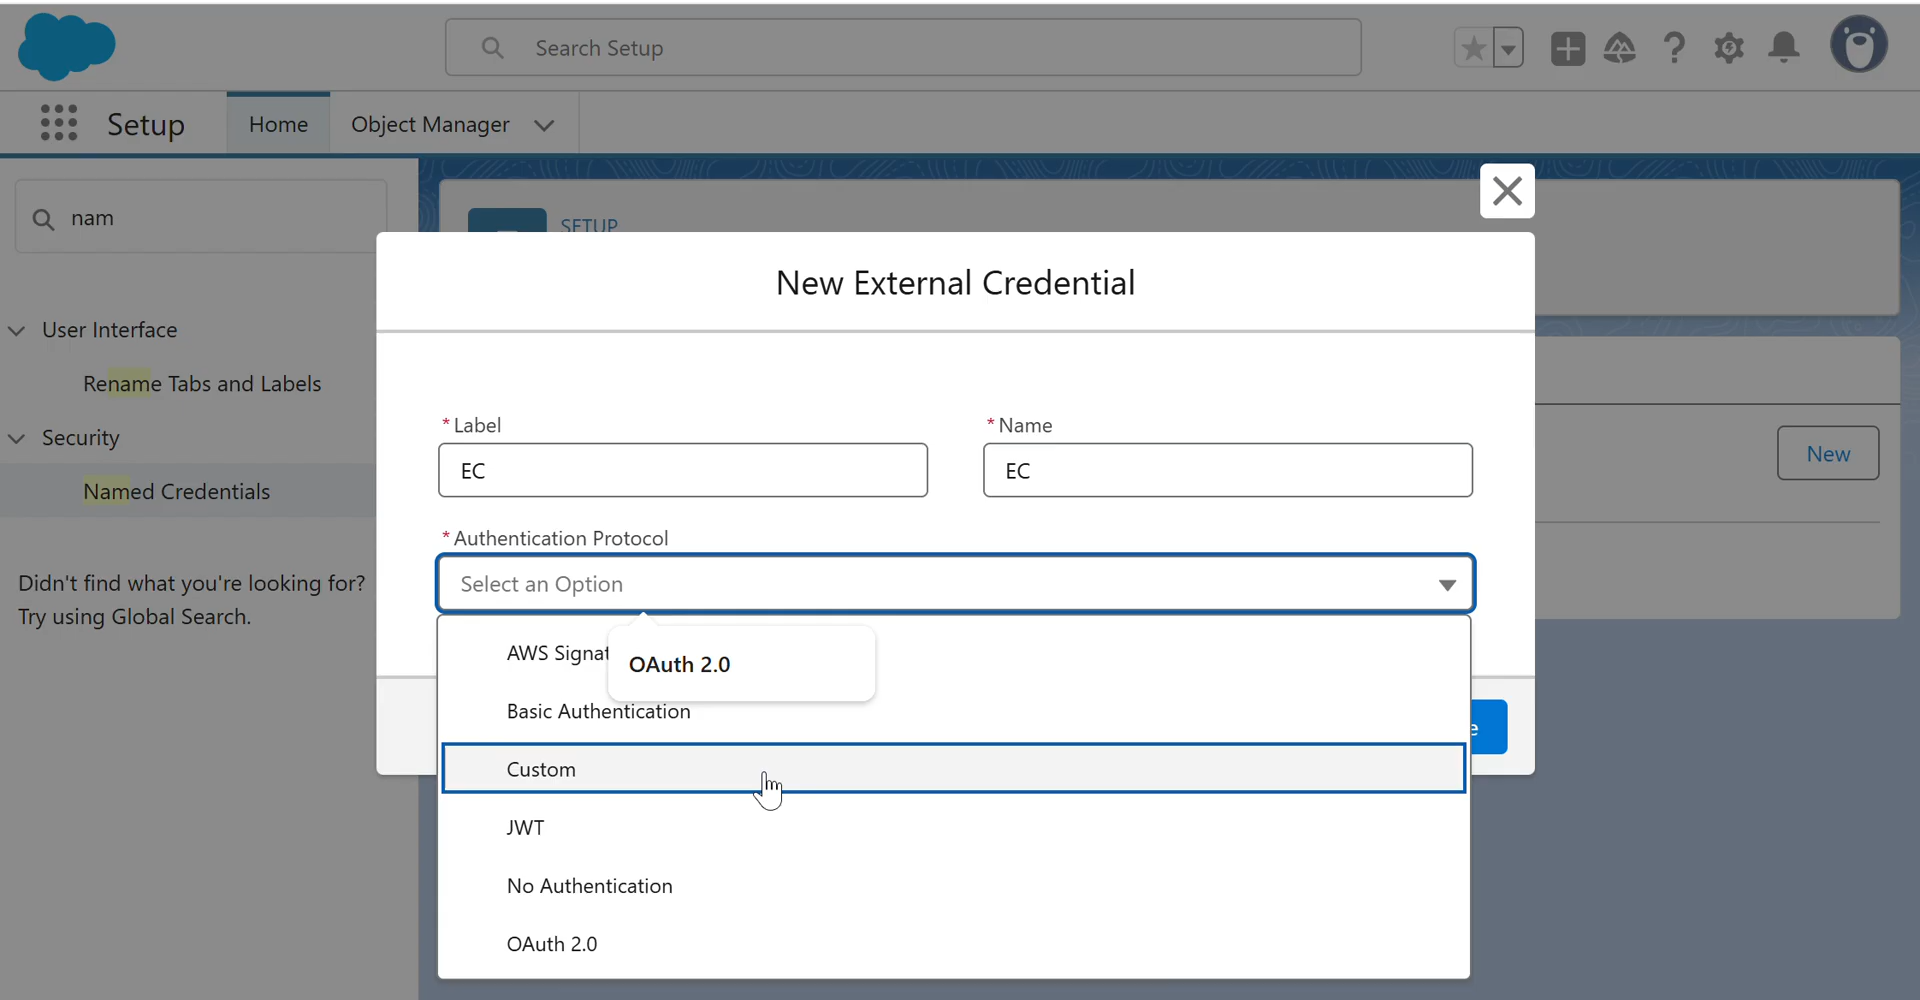 Search Setup
Setup
Home
Object Manager
nam
SETUP
New External Credential
User Interface
Rename Tabs and Labels
Security
Named Credentials
Didn't find what you're looking for?
Try using Global Search.
* Label
* Name
EC
EC
New
* Authentication Protocol
Select an Option
AWS Signat
OAuth 2.0
Basic Authentication
Custom
JWT
No Authentication
OAuth 2.0